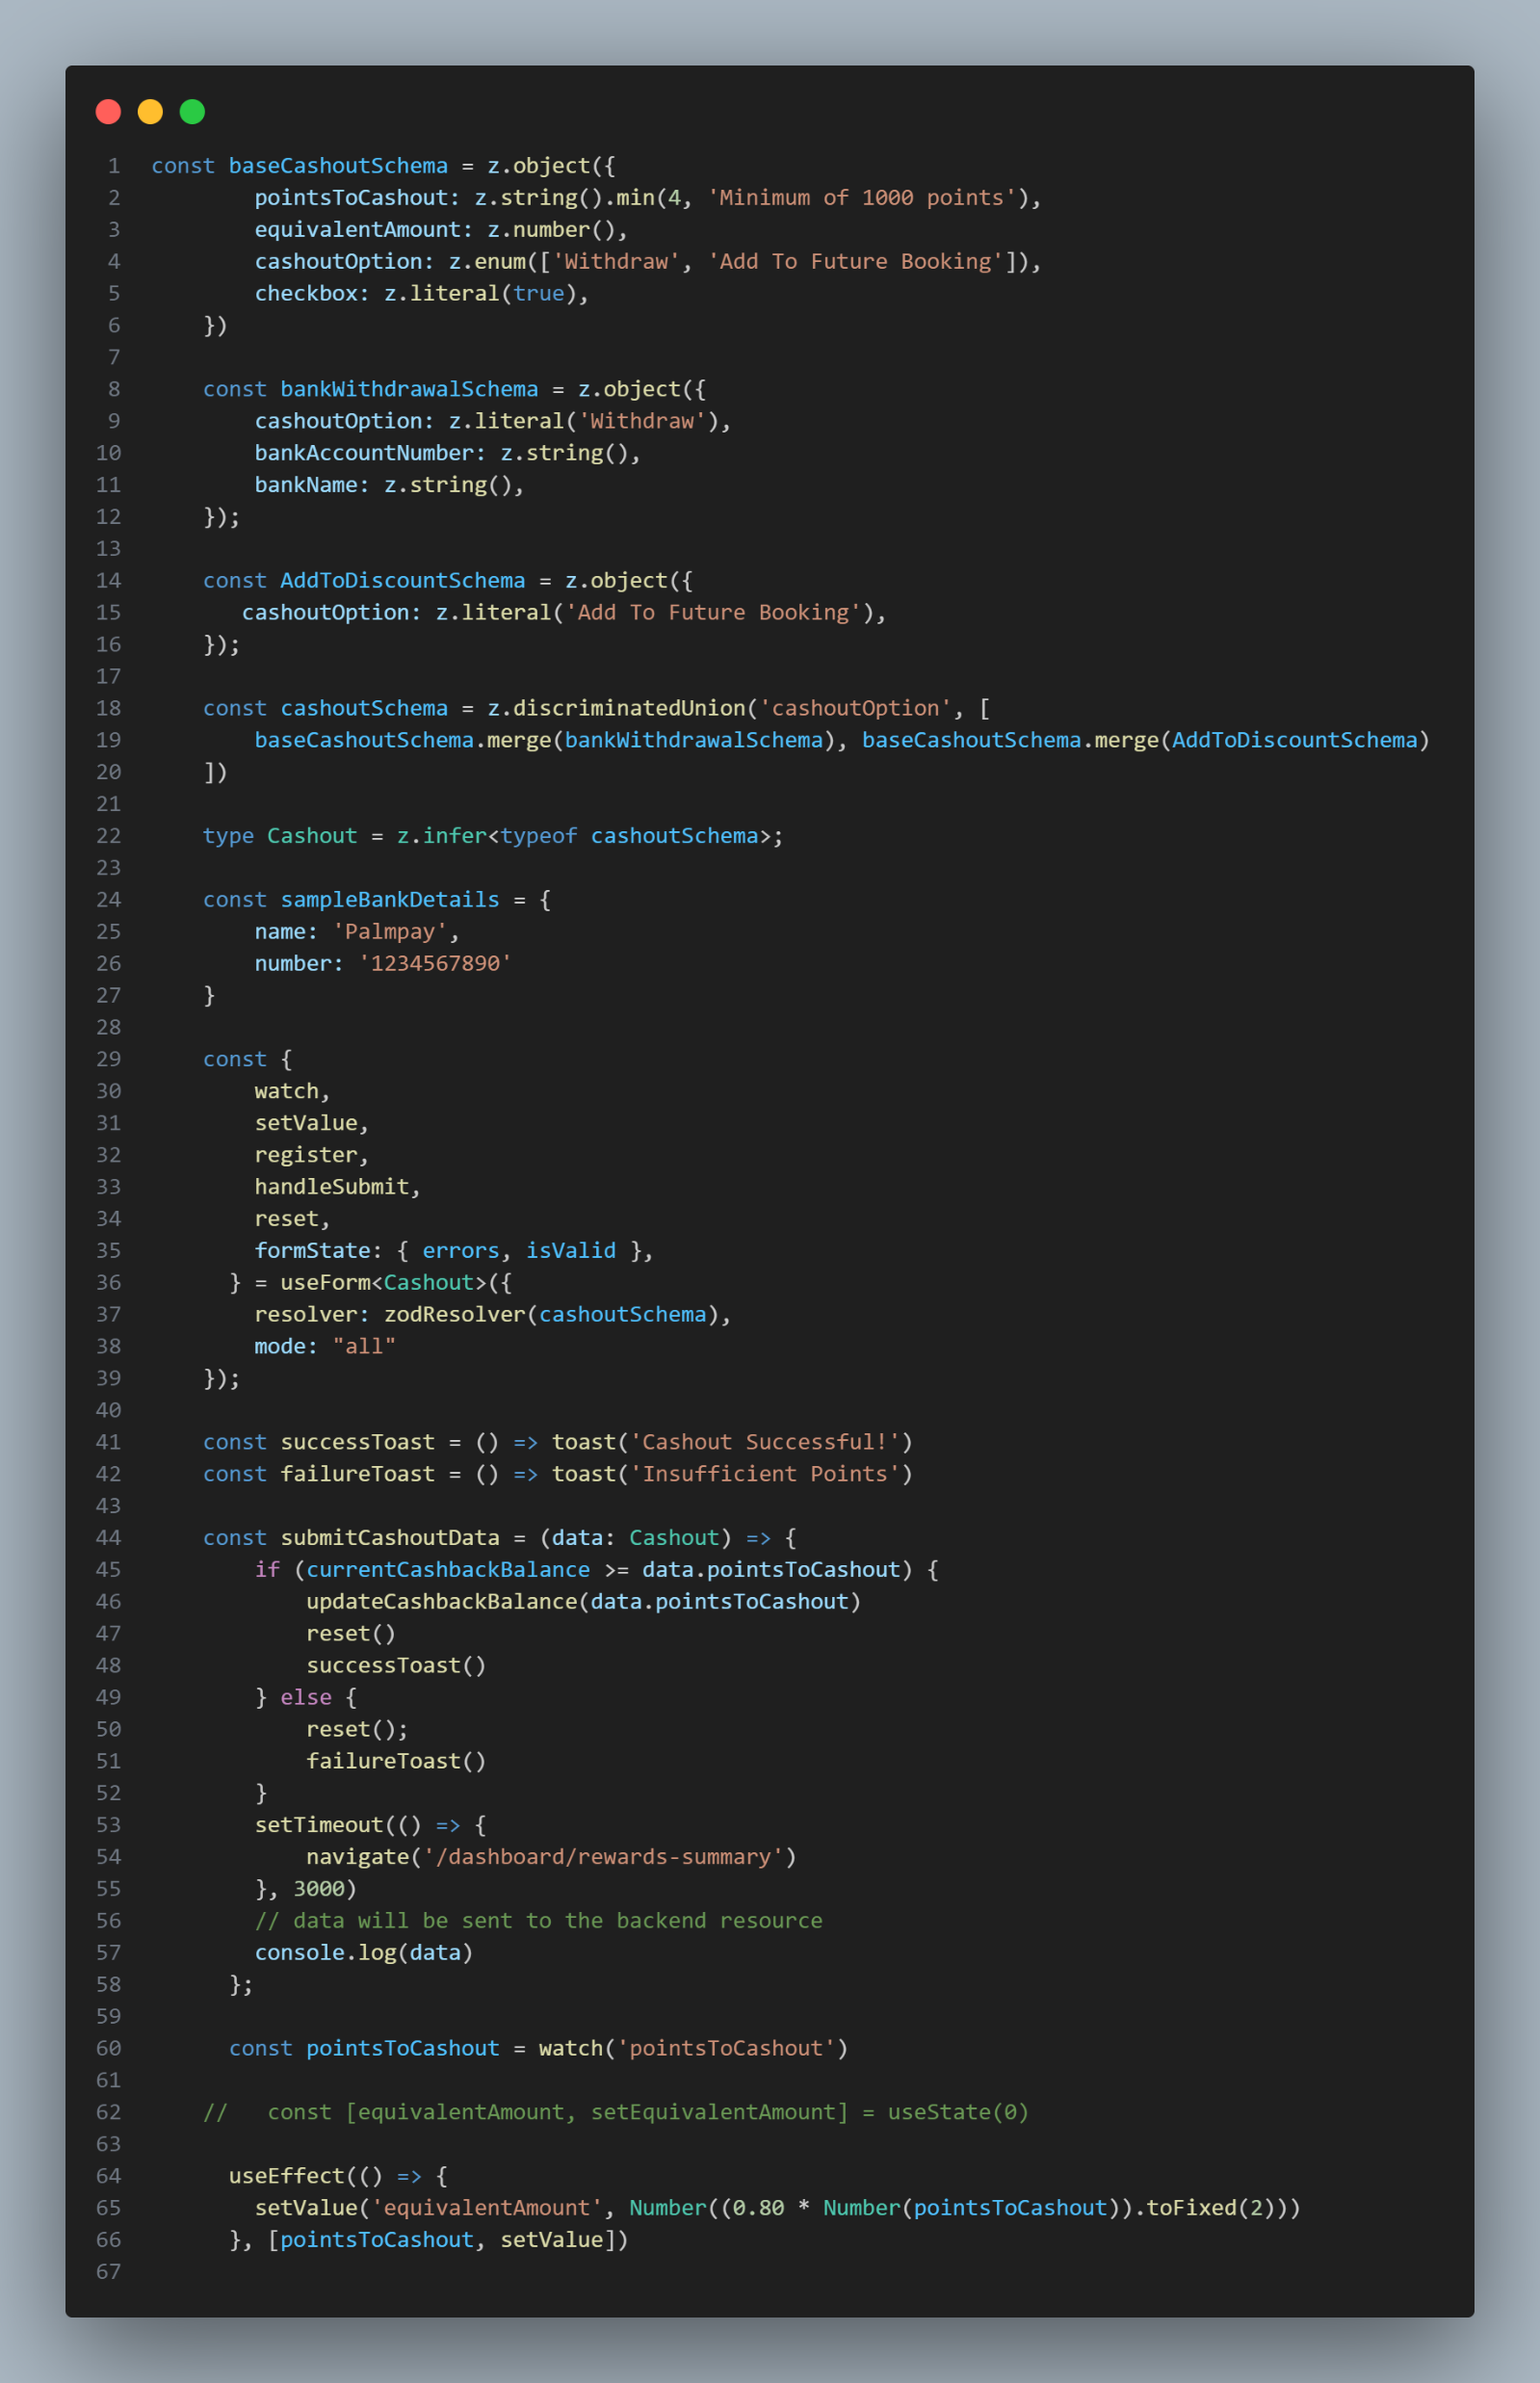 1 const baseCashoutSchema = z.object({
2         pointsToCashout: z.string().min(4, 'Minimum of 1000 points'),
3         equivalentAmount: z.number(),
4         cashoutOption: z.enum(['Withdraw', 'Add To Future Booking']),
5         checkbox: z.literal(true),
6     })
7
8     const bankWithdrawalSchema = z.object({
9         cashoutOption: z.literal('Withdraw'),
10         bankAccountNumber: z.string(),
11         bankName: z.string(),
12     });
13
14     const AddToDiscountSchema = z.object({
15        cashoutOption: z.literal('Add To Future Booking'),
16     });
17
18     const cashoutSchema = z.discriminatedUnion('cashoutOption', [
19         baseCashoutSchema.merge(bankWithdrawalSchema), baseCashoutSchema.merge(AddToDiscountSchema)
20     ])
21
22     type Cashout = z.infer<typeof cashoutSchema>;
23
24     const sampleBankDetails = {
25         name: 'Palmpay',
26         number: '1234567890'
27     }
28
29     const {
30         watch,
31         setValue,
32         register,
33         handleSubmit,
34         reset,
35         formState: { errors, isValid },
36       } = useForm<Cashout>({
37         resolver: zodResolver(cashoutSchema),
38         mode: "all"
39     });
40
41     const successToast = () => toast('Cashout Successful!')
42     const failureToast = () => toast('Insufficient Points')
43
44     const submitCashoutData = (data: Cashout) => {
45         if (currentCashbackBalance >= data.pointsToCashout) {
46             updateCashbackBalance(data.pointsToCashout)
47             reset()
48             successToast()
49         } else {
50             reset();
51             failureToast()
52         }
53         setTimeout(() => {
54             navigate('/dashboard/rewards-summary')
55         }, 3000)
56         // data will be sent to the backend resource
57         console.log(data)
58       };
59
60       const pointsToCashout = watch('pointsToCashout')
61
62     //   const [equivalentAmount, setEquivalentAmount] = useState(0)
63
64       useEffect(() => {
65         setValue('equivalentAmount', Number((0.80 * Number(pointsToCashout)).toFixed(2)))
66       }, [pointsToCashout, setValue])
67